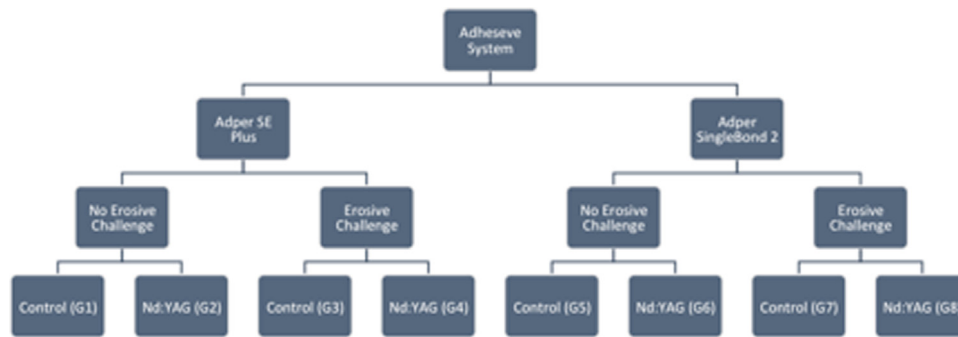 Adheseve
System
Adper SE
Plus
Adper
SingleBond 2
No Erosive
Challenge
Erosive
Challenge
No Erosive
Challenge
Erosive
Challenge
Control (G1)
Nd:YAG (G2)
Control (G3)
Nd:YAG (G4)
Control (G5)
Nd:YAG (G6)
Control (G7)
Nd:YAG (G8